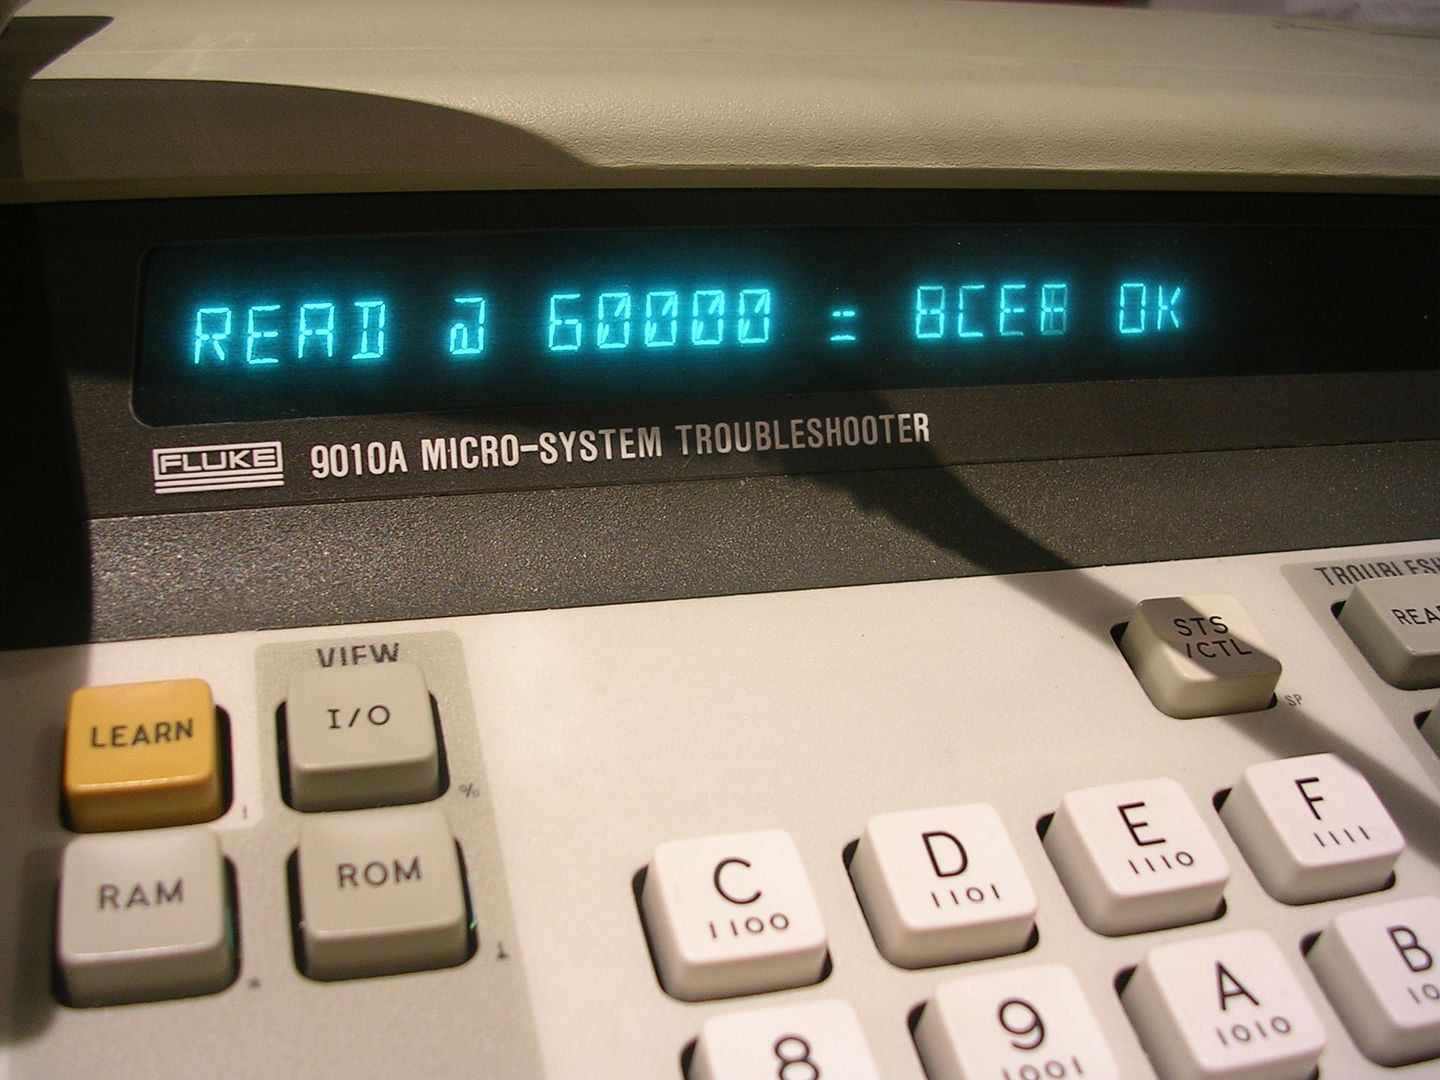 READ @ 60000 = 8CE8 OK
FLUKE 9010A MICRO-SYSTEM TROUBLESHOOTER
VIEW
LEARN
!
I/O
%
RAM
*
ROM
STS
/CTL
SP
C
1100
D
1101
E
1110
F
1111
8
9
1001
A
1010
B